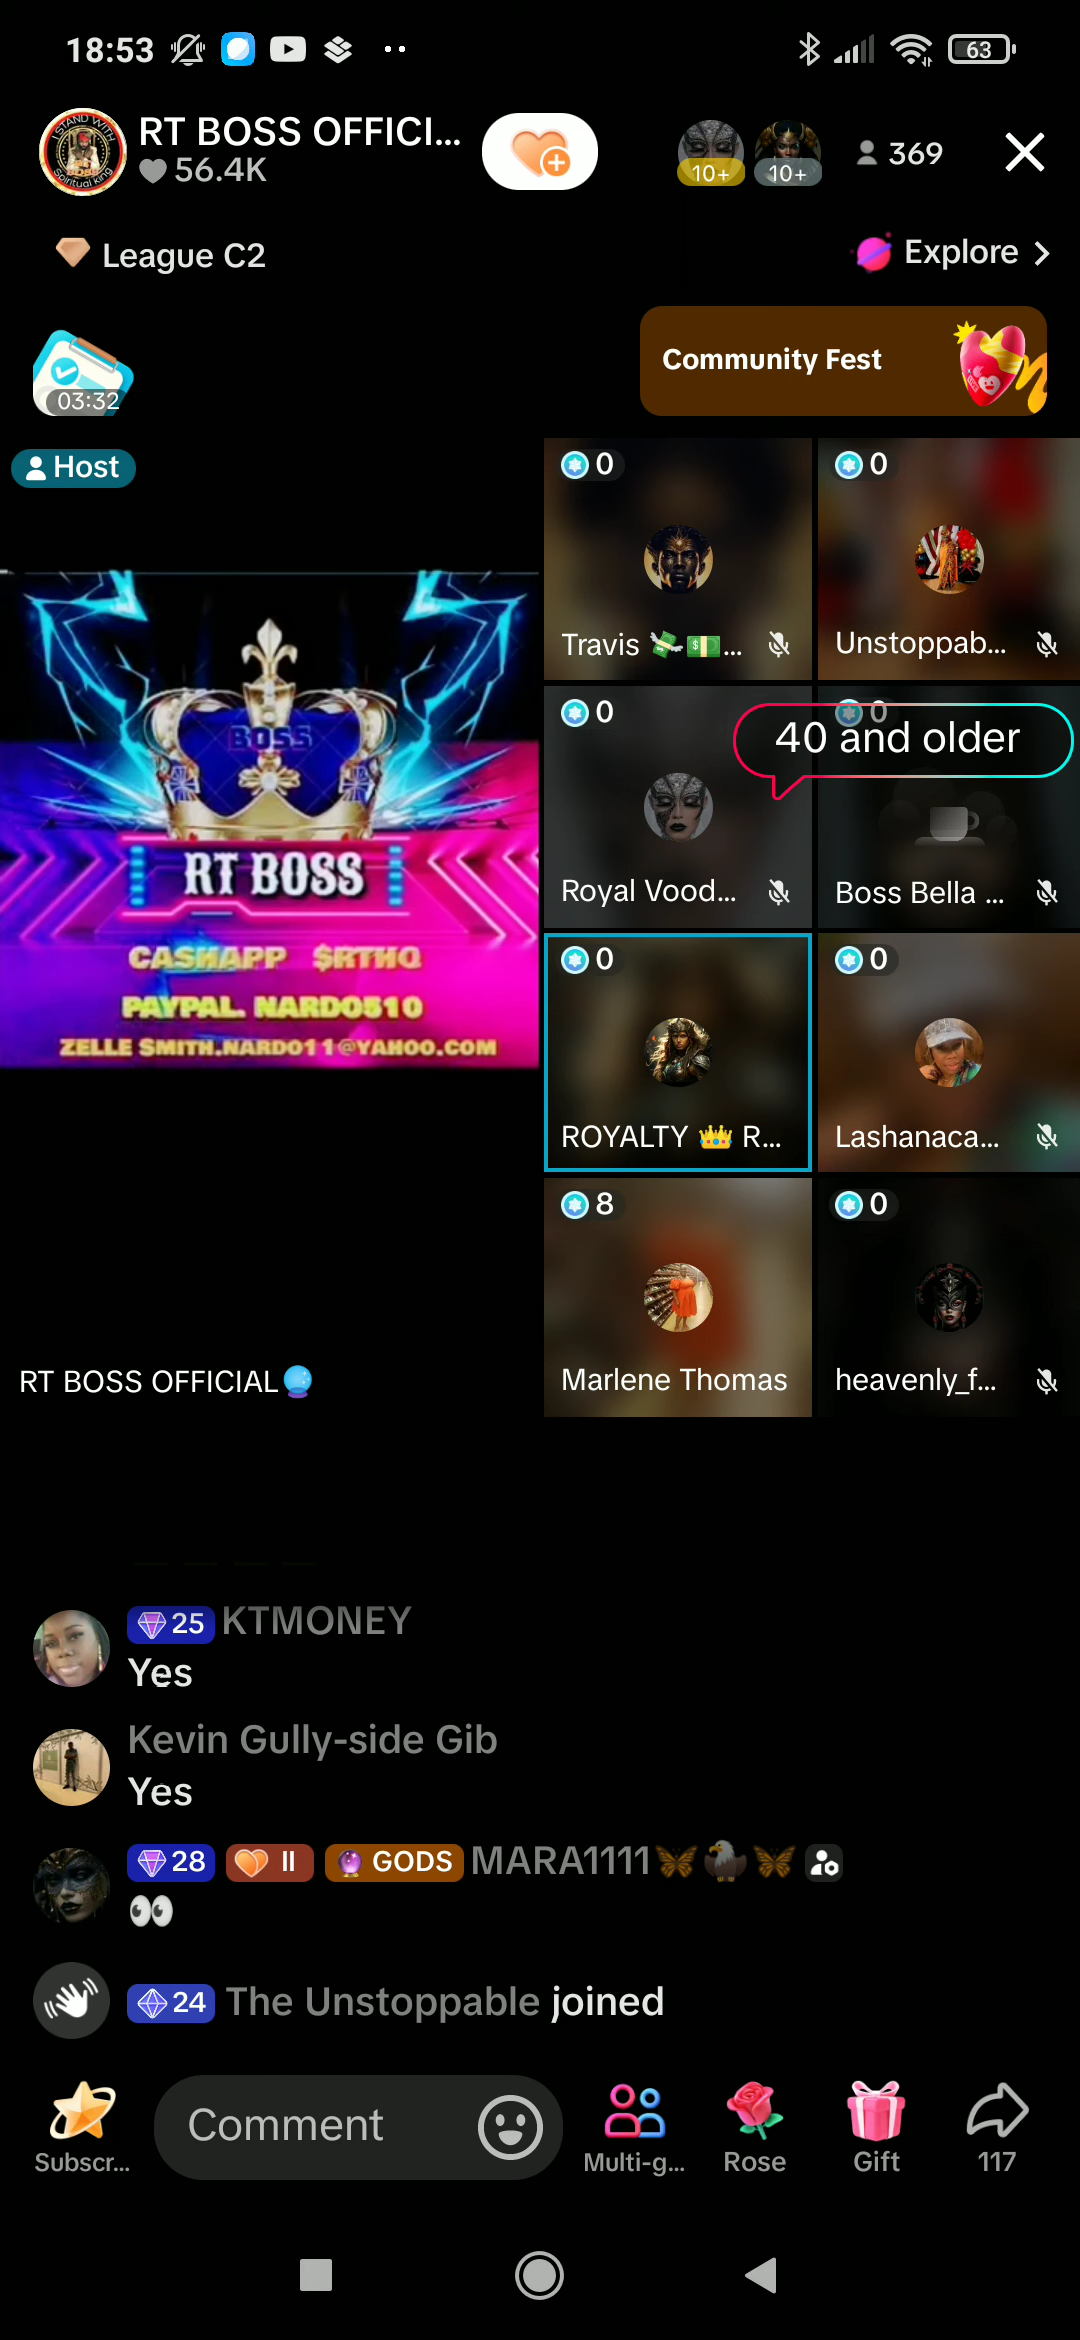 18:53
63
RT BOSS OFFICI...
56.4K
10+
10+
369
League C2
Explore
03:32
Community Fest
Host
0
0
Travis 💸💵...
Unstoppab...
0
0
40 and older
Royal Vood...
Boss Bella ...
BOSS
RT BOSS
CASHAPP $RTHQ
PAYPAL. NARDO510
ZELLE SMITH.NARDO11@YAHOO.COM
0
0
ROYALTY 👑 R...
Lashanaca...
8
0
Marlene Thomas
heavenly_f...
RT BOSS OFFICIAL🔮
25 KTMONEY
Yes
Kevin Gully-side Gib
Yes
28 II GODS MARA1111🦋🦅🦋
👀
24 The Unstoppable joined
Comment
Subscr...
Multi-g...
Rose
Gift
117